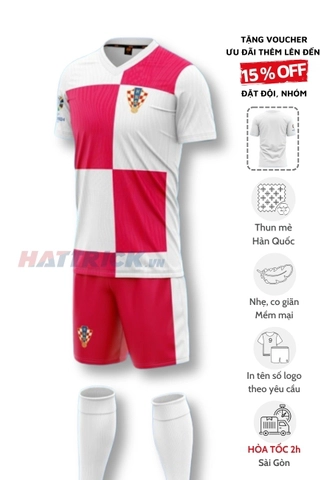 TẶNG VOUCHER
ƯU ĐÃI THÊM LÊN ĐẾN
15% OFF
ĐẶT ĐỘI, NHÓM
Thun mè
Hàn Quốc
HATTRICK.VN
Nhẹ, co giãn
Mềm mại
In tên số logo
theo yêu cầu
HỎA TỐC 2h
Sài Gòn